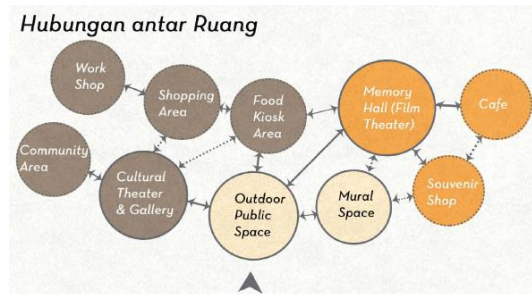 Hubungan antar Ruang
Work
Shop
Shopping
Area
Food
Kiosk
Area
Memory
Hall (Film
Theater)
Cafe
Community
Area
Cultural
Theater
& Gallery
Outdoor
Public
Space
Mural
Space
Souvenir
Shop